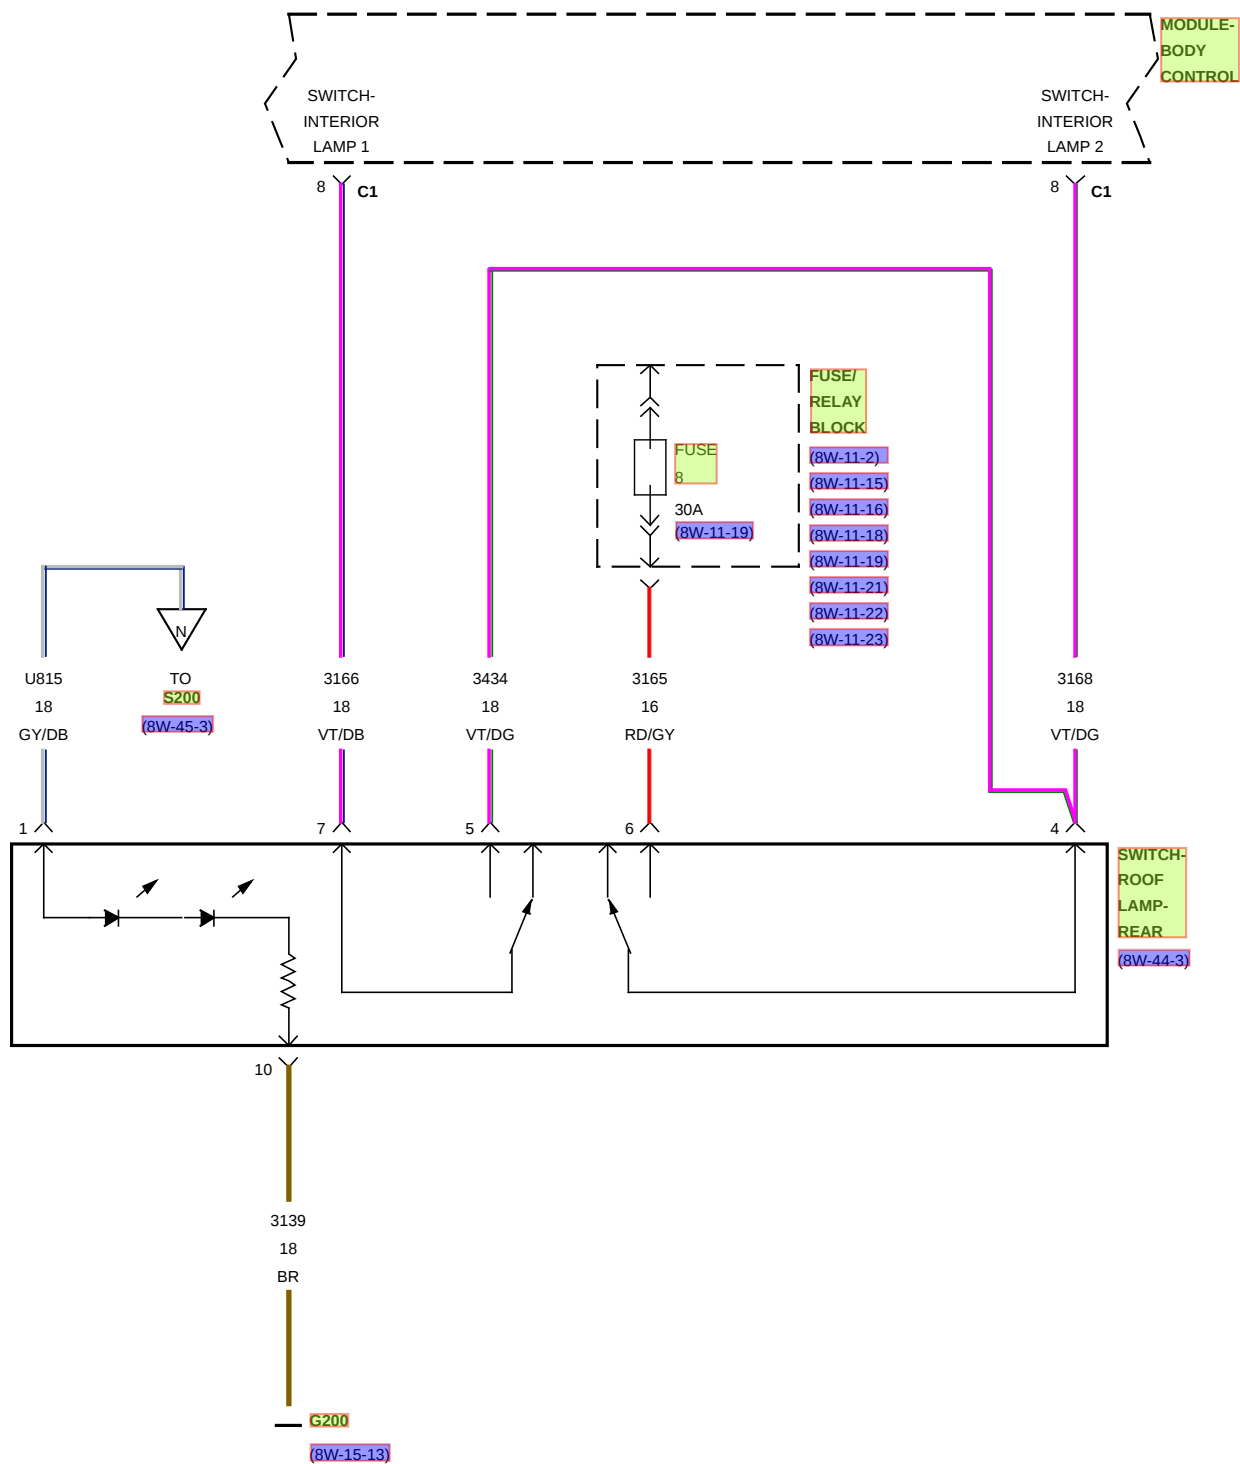 MODULE-
BODY
CONTROL
SWITCH-
INTERIOR
LAMP 1
SWITCH-
INTERIOR
LAMP 2
8
C1
8
C1
FUSE/
RELAY
BLOCK
(8W-11-2)
(8W-11-15)
(8W-11-16)
(8W-11-18)
(8W-11-19)
(8W-11-21)
(8W-11-22)
(8W-11-23)
FUSE
8
30A
(8W-11-19)
N
TO
S200
(8W-45-3)
U815
18
GY/DB
3166
18
VT/DB
3434
18
VT/DG
3165
16
RD/GY
3168
18
VT/DG
1
7
5
6
4
SWITCH-
ROOF
LAMP-
REAR
(8W-44-3)
10
3139
18
BR
G200
(8W-15-13)